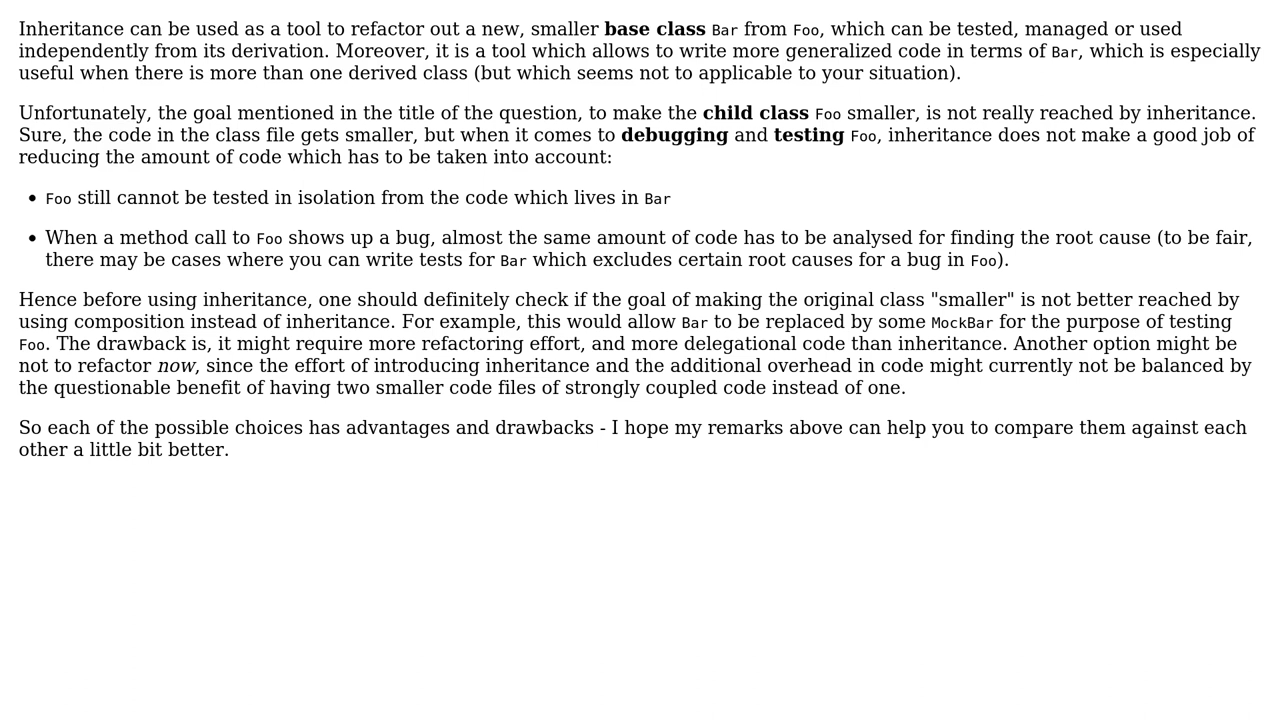 Inheritance can be used as a tool to refactor out a new, smaller base class Bar from Foo, which can be tested, managed or used
independently from its derivation. Moreover, it is a tool which allows to write more generalized code in terms of Bar, which is especially
useful when there is more than one derived class (but which seems not to applicable to your situation).
Unfortunately, the goal mentioned in the title of the question, to make the child class Foo smaller, is not really reached by inheritance.
Sure, the code in the class file gets smaller, but when it comes to debugging and testing Foo, inheritance does not make a good job of
reducing the amount of code which has to be taken into account:
• Foo still cannot be tested in isolation from the code which lives in Bar
• When a method call to Foo shows up a bug, almost the same amount of code has to be analysed for finding the root cause (to be fair,
there may be cases where you can write tests for Bar which excludes certain root causes for a bug in Foo).
Hence before using inheritance, one should definitely check if the goal of making the original class "smaller" is not better reached by
using composition instead of inheritance. For example, this would allow Bar to be replaced by some MockBar for the purpose of testing
Foo. The drawback is, it might require more refactoring effort, and more delegational code than inheritance. Another option might be
not to refactor now, since the effort of introducing inheritance and the additional overhead in code might currently not be balanced by
the questionable benefit of having two smaller code files of strongly coupled code instead of one.
So each of the possible choices has advantages and drawbacks - I hope my remarks above can help you to compare them against each
other a little bit better.